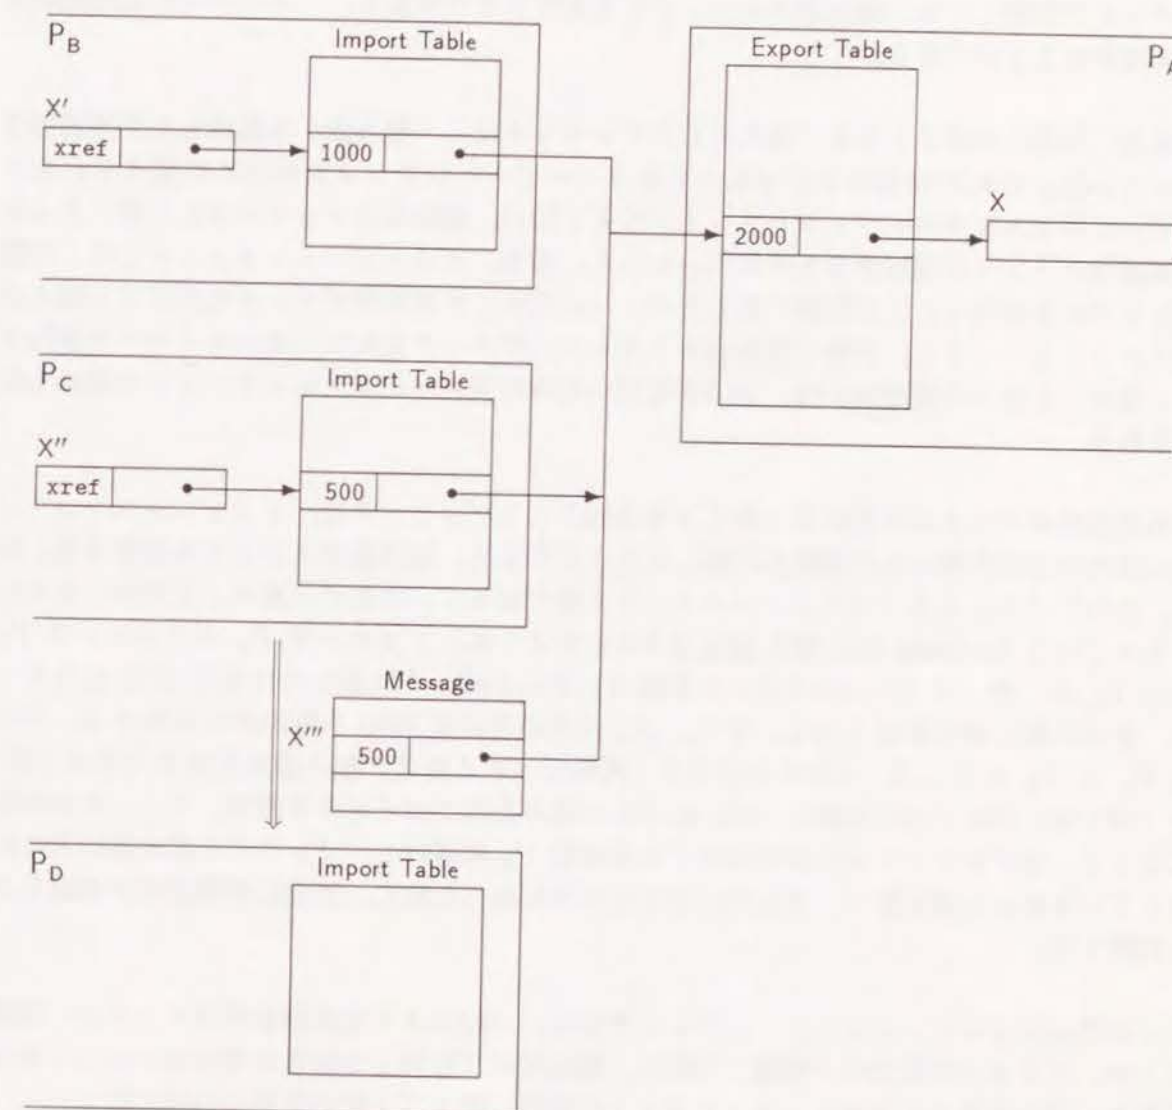 P_B
Import Table
X′
xref
1000
Export Table
P_A
2000
X
P_C
Import Table
X″
xref
500
Message
X‴
500
P_D
Import Table